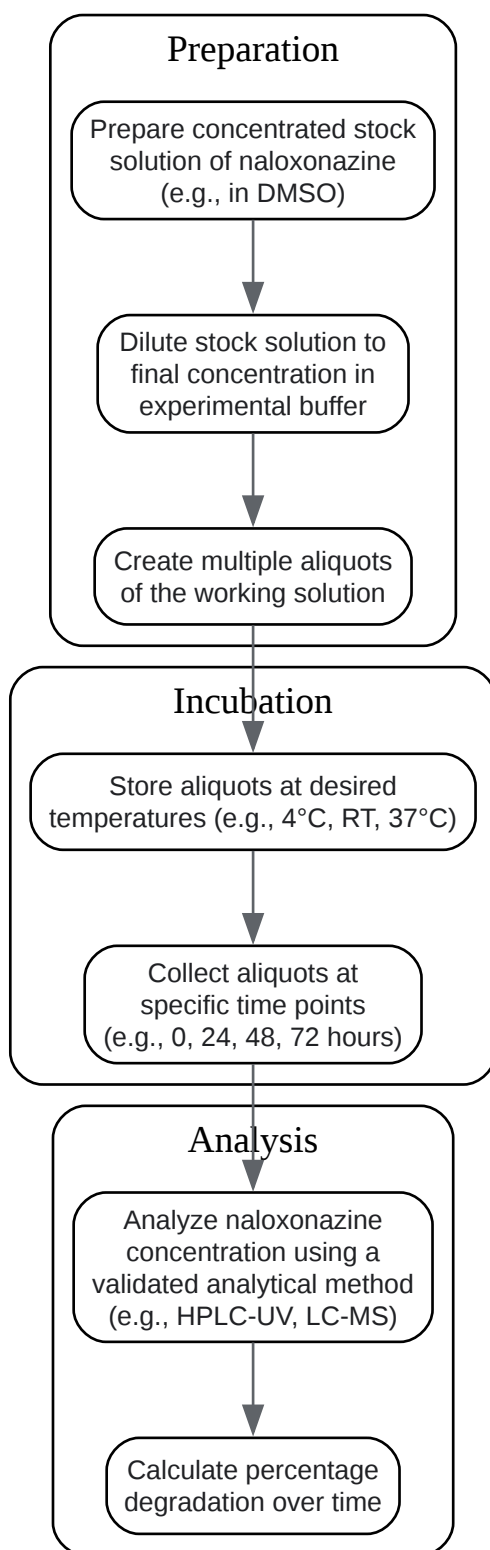 Preparation
Prepare concentrated stock
solution of naloxonazine
(e.g., in DMSO)
Dilute stock solution to
final concentration in
experimental buffer
Create multiple aliquots
of the working solution
Incubation
Store aliquots at desired
temperatures (e.g., 4°C, RT, 37°C)
Collect aliquots at
specific time points
(e.g., 0, 24, 48, 72 hours)
Analysis
Analyze naloxonazine
concentration using a
validated analytical method
(e.g., HPLC-UV, LC-MS)
Calculate percentage
degradation over time